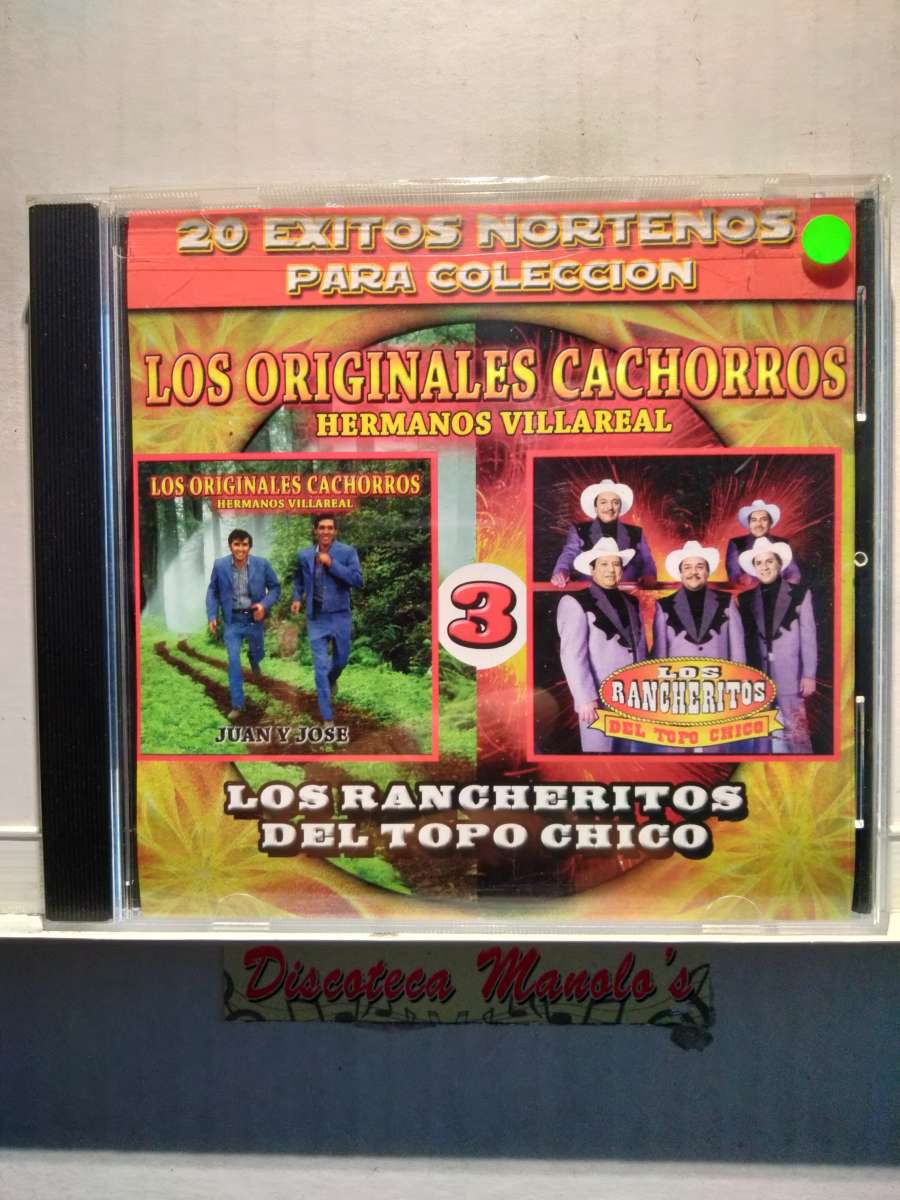 20 EXITOS NORTENOS
PARA COLECCION
LOS ORIGINALES CACHORROS
HERMANOS VILLAREAL
LOS ORIGINALES CACHORROS
HERMANOS VILLAREAL
JUAN Y JOSE
3
LOS
RANCHERITOS
DEL TOPO CHICO
LOS RANCHERITOS
DEL TOPO CHICO
Discoteca Manolo's